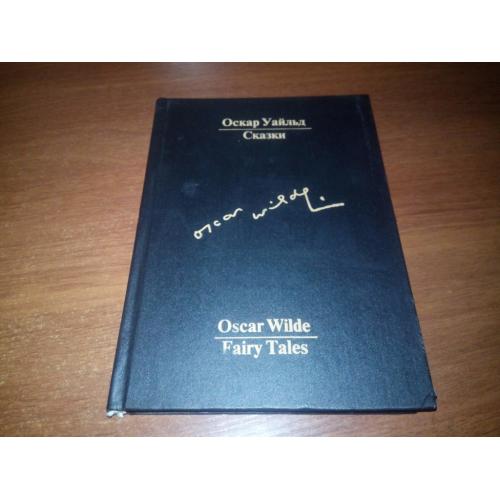 Оскар Уайльд
Сказки
oscar wilde.
Oscar Wilde
Fairy Tales